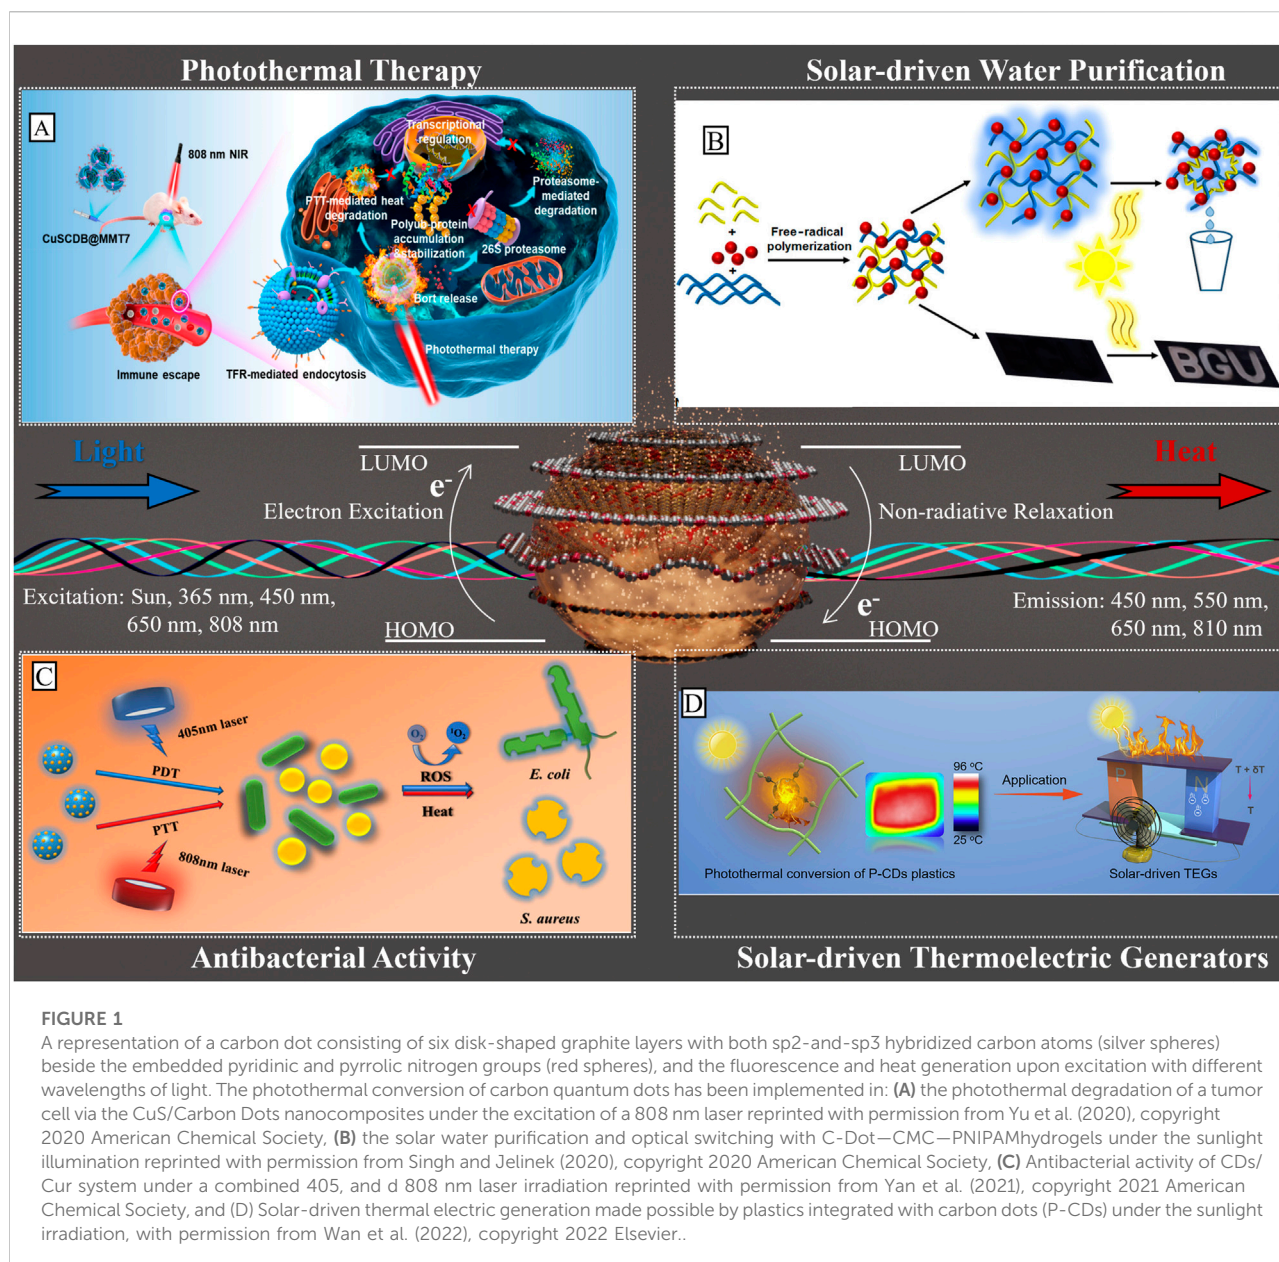 Photothermal Therapy
Solar-driven Water Purification
A
808 nm NIR
CuSCDB@MMT7
Immune escape
TFR-mediated endocytosis
Transcriptional
regulation
PTT-mediated heat
degradation
Polyub-protein
accumulation
&stabilization
Proteasome-
mediated
degradation
26S proteasome
Bort release
Photothermal therapy
B
+
+
Free-radical
polymerization
BGU
Light
Heat
LUMO
LUMO
e-
Electron Excitation
Non-radiative Relaxation
Excitation: Sun, 365 nm, 450 nm,
650 nm, 808 nm
e-
Emission: 450 nm, 550 nm,
650 nm, 810 nm
HOMO
HOMO
C
405nm laser
PDT
PTT
808nm laser
O₂
¹O₂
ROS
Heat
E. coli
S. aureus
D
96 ºC
25 ºC
Application
P
N
T + δT
T
Photothermal conversion of P-CDs plastics
Solar-driven TEGs
Antibacterial Activity
Solar-driven Thermoelectric Generators
FIGURE 1
A representation of a carbon dot consisting of six disk-shaped graphite layers with both sp2-and-sp3 hybridized carbon atoms (silver spheres)
beside the embedded pyridinic and pyrrolic nitrogen groups (red spheres), and the fluorescence and heat generation upon excitation with different
wavelengths of light. The photothermal conversion of carbon quantum dots has been implemented in: (A) the photothermal degradation of a tumor
cell via the CuS/Carbon Dots nanocomposites under the excitation of a 808 nm laser reprinted with permission from Yu et al. (2020), copyright
2020 American Chemical Society, (B) the solar water purification and optical switching with C-Dot—CMC—PNIPAMhydrogels under the sunlight
illumination reprinted with permission from Singh and Jelinek (2020), copyright 2020 American Chemical Society, (C) Antibacterial activity of CDs/
Cur system under a combined 405, and d 808 nm laser irradiation reprinted with permission from Yan et al. (2021), copyright 2021 American
Chemical Society, and (D) Solar-driven thermal electric generation made possible by plastics integrated with carbon dots (P-CDs) under the sunlight
irradiation, with permission from Wan et al. (2022), copyright 2022 Elsevier..